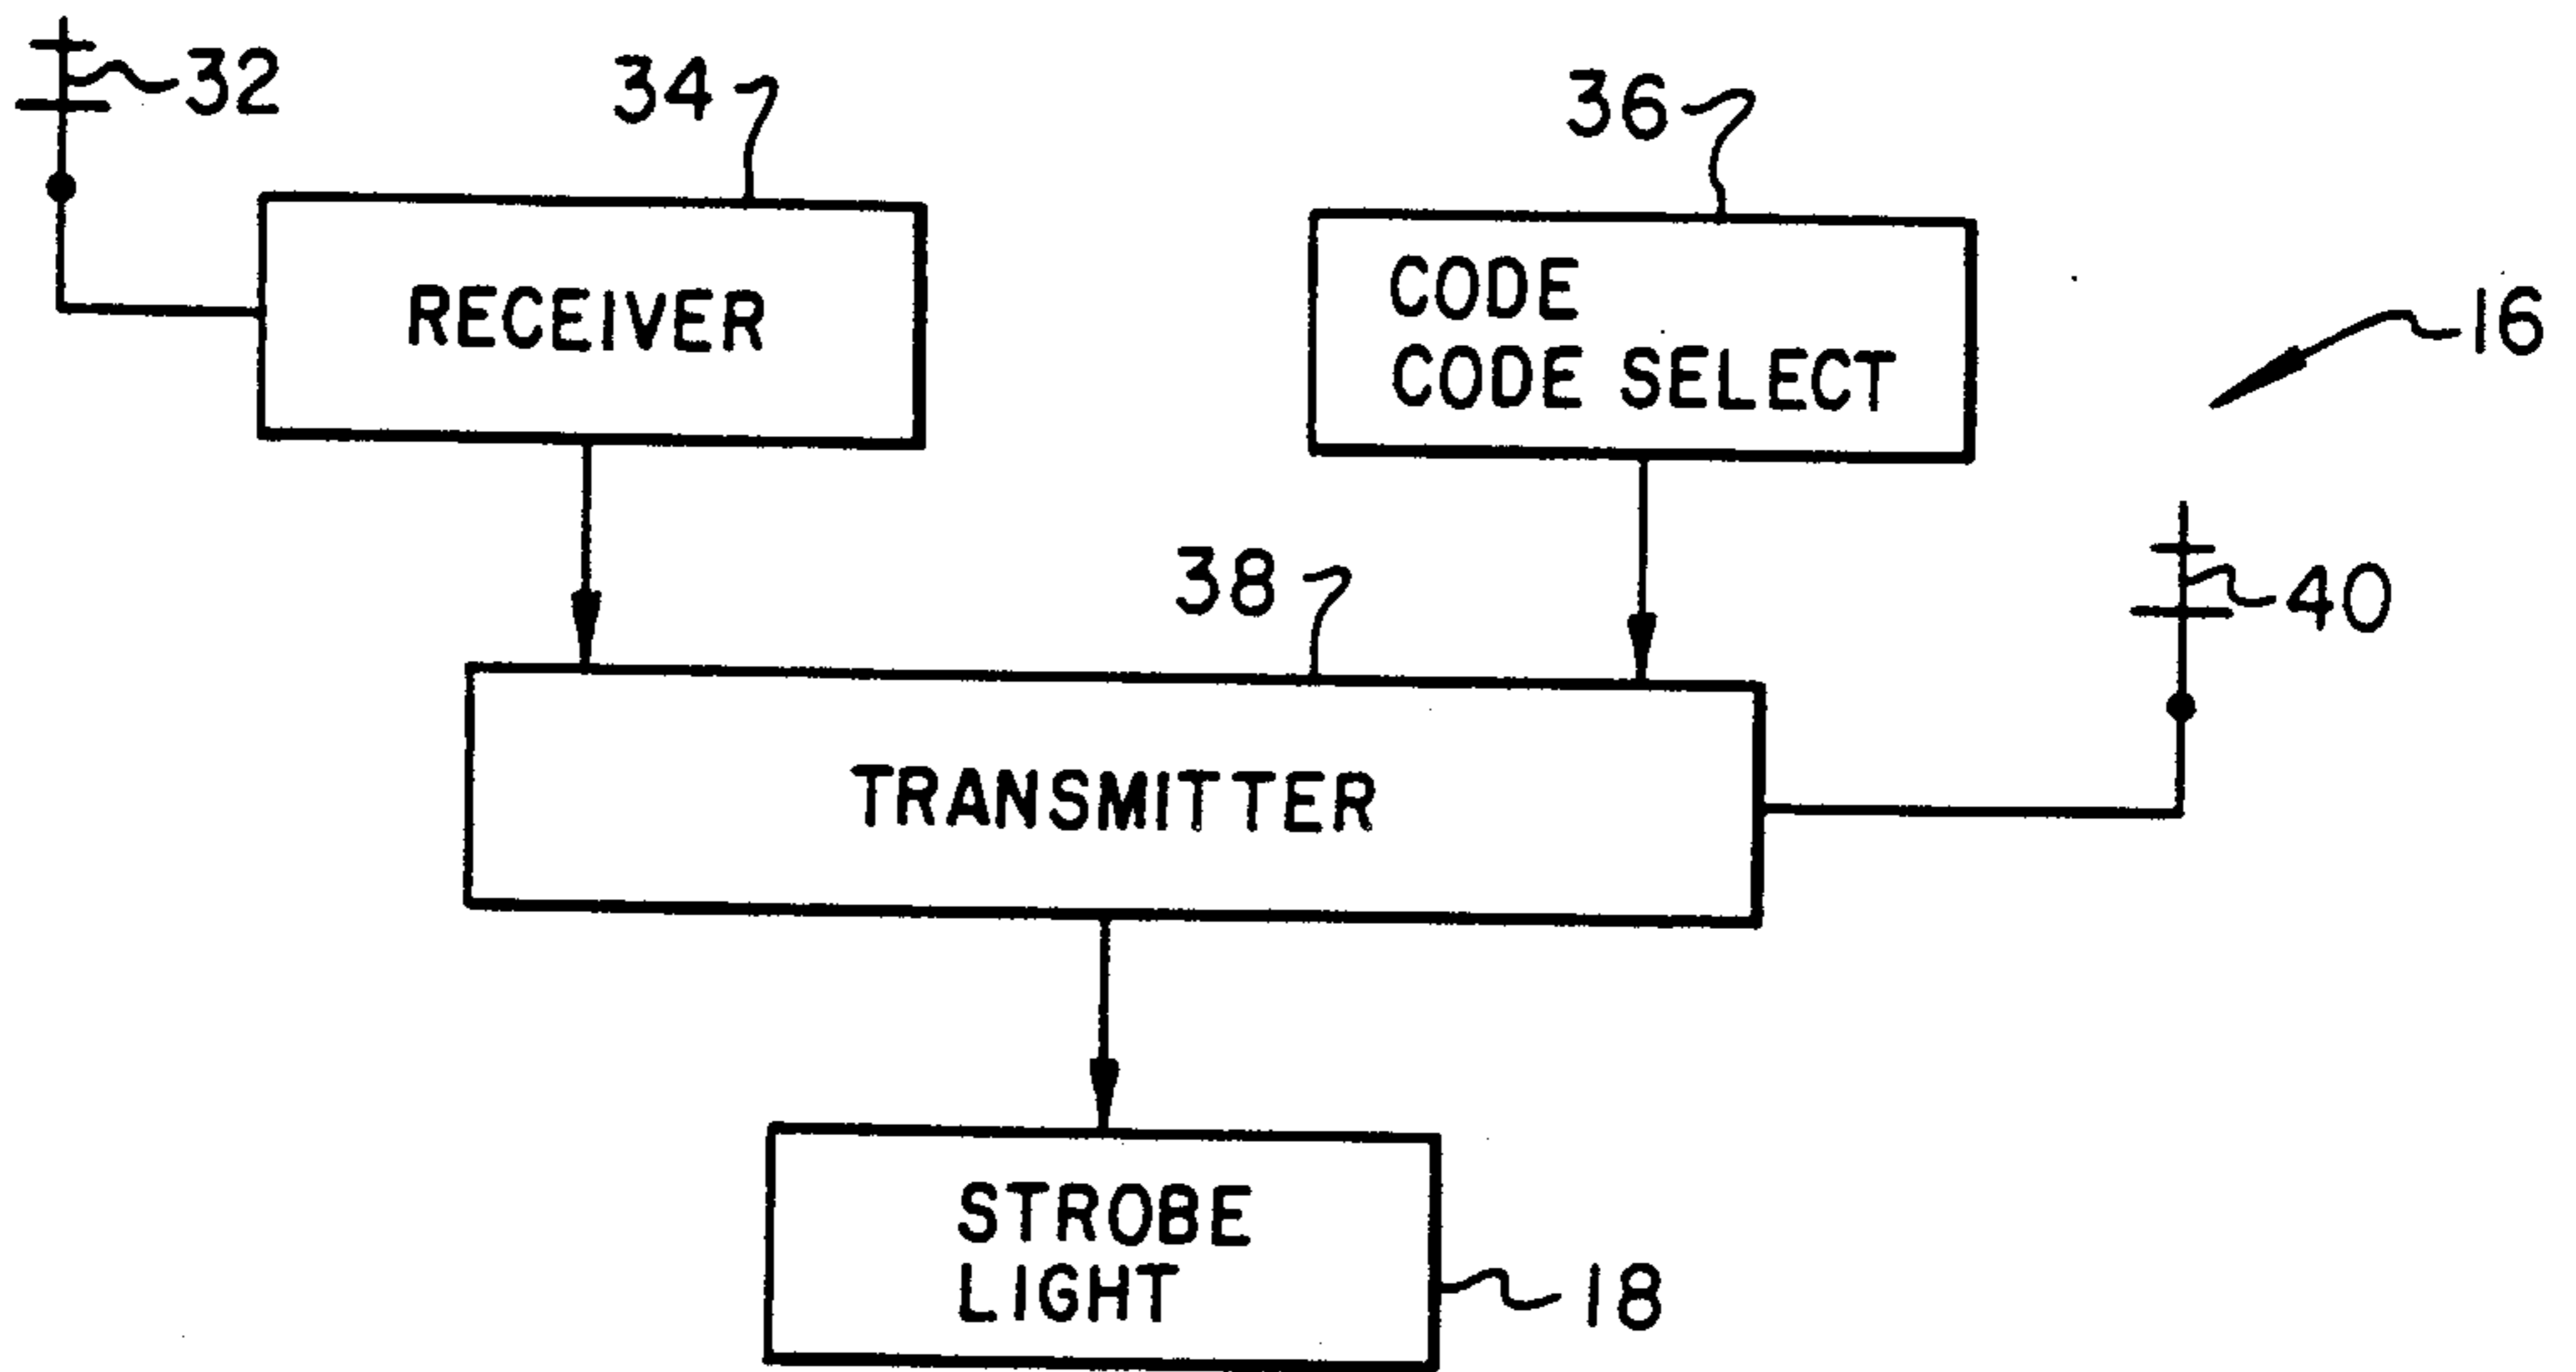 32
34
36
RECEIVER
CODE
CODE SELECT
16
38
40
TRANSMITTER
STROBE
LIGHT
18